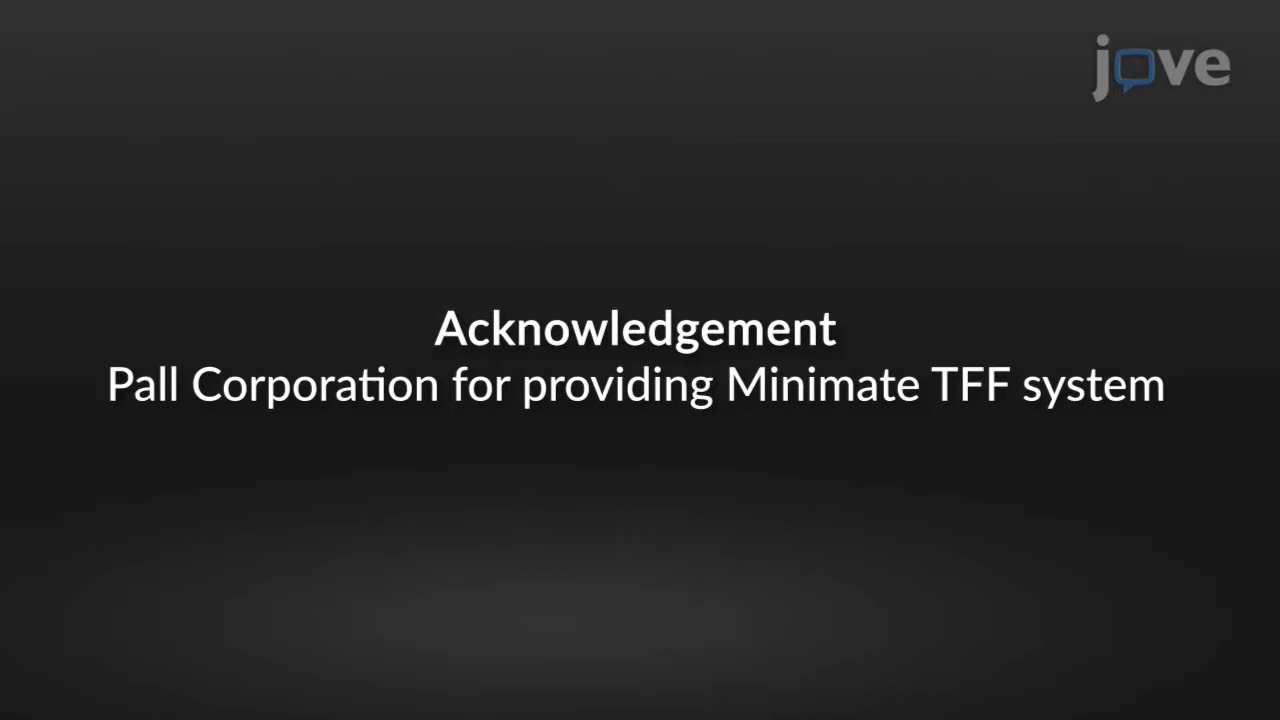 jove
Acknowledgement
Pall Corporation for providing Minimate TFF system